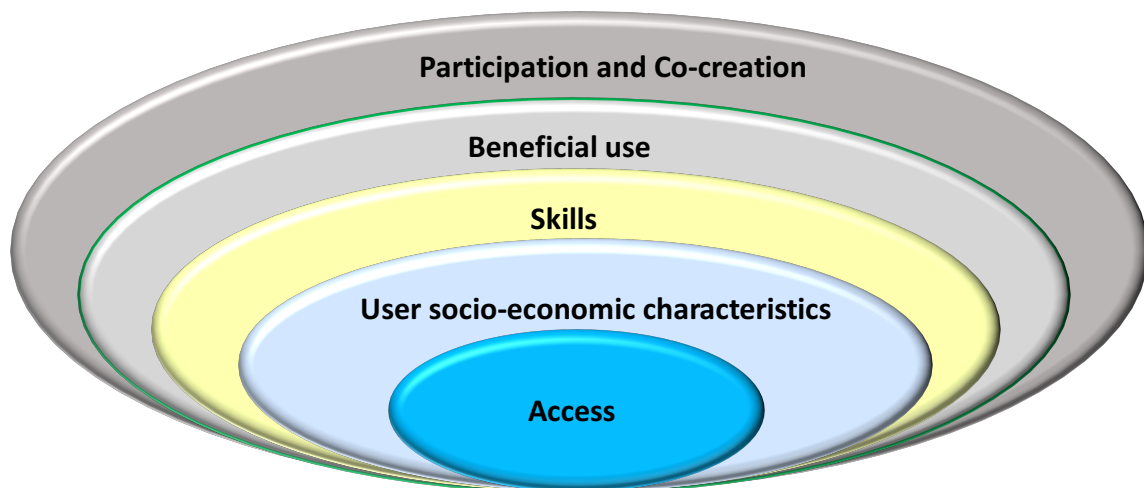 Participation and Co-creation
Beneficial use
Skills
User socio-economic characteristics
Access